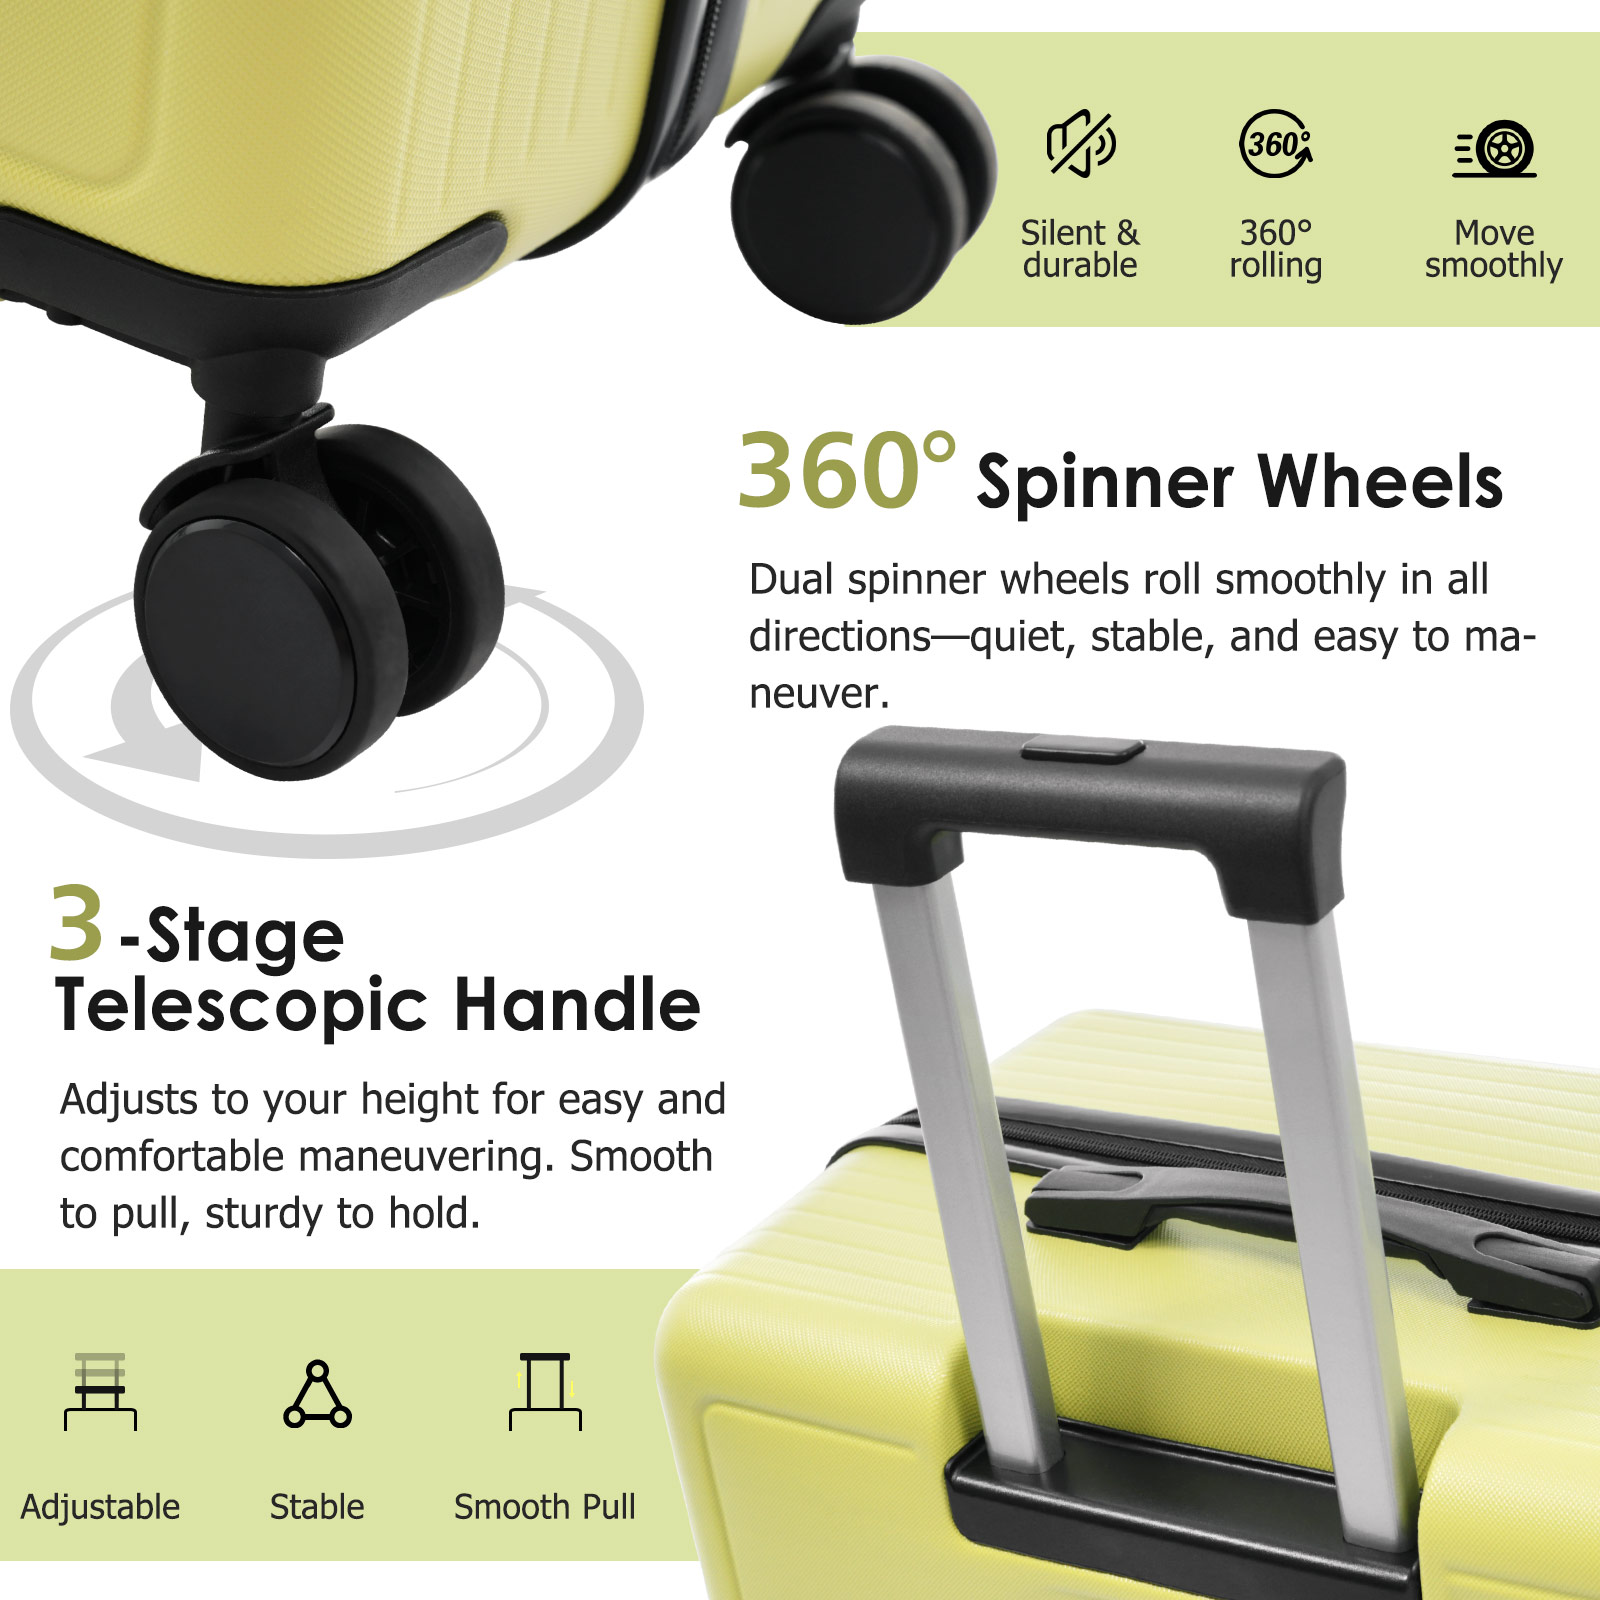 360°
Silent &
durable
360°
rolling
Move
smoothly
360° Spinner Wheels
Dual spinner wheels roll smoothly in all
directions—quiet, stable, and easy to ma-
neuver.
3-Stage
Telescopic Handle
Adjusts to your height for easy and
comfortable maneuvering. Smooth
to pull, sturdy to hold.
Adjustable
Stable
Smooth Pull